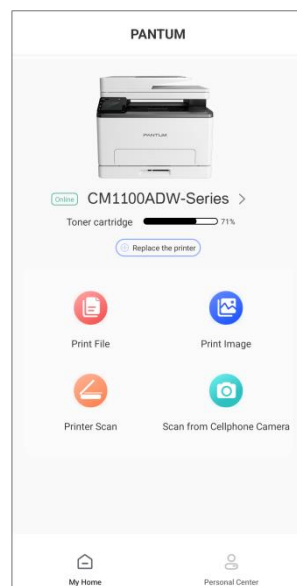 PANTUM
PANTUM
Online CM1100ADW-Series >
Toner cartridge 71%
Replace the printer
Print File Print Image
Printer Scan Scan from Cellphone Camera
My Home Personal Center